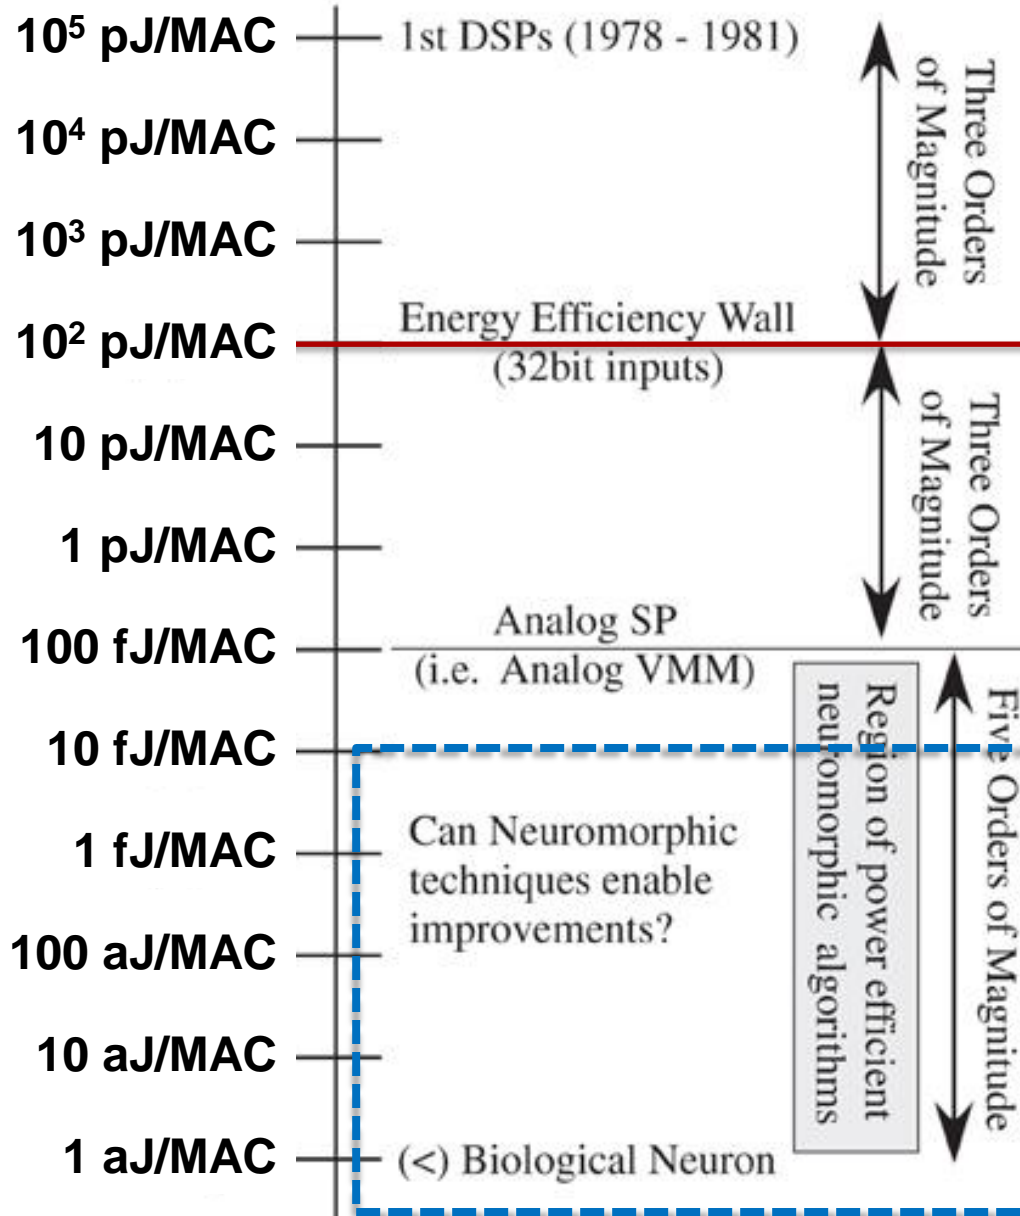 10⁵ pJ/MAC
1st DSPs (1978 - 1981)
Three Orders
of Magnitude
10⁴ pJ/MAC
10³ pJ/MAC
10² pJ/MAC
Energy Efficiency Wall
(32bit inputs)
Three Orders
of Magnitude
10 pJ/MAC
1 pJ/MAC
100 fJ/MAC
Analog SP
(i.e. Analog VMM)
Region of power efficient
neuromorphic algorithms
Five Orders of Magnitude
10 fJ/MAC
1 fJ/MAC
Can Neuromorphic
techniques enable
improvements?
100 aJ/MAC
10 aJ/MAC
1 aJ/MAC
(<) Biological Neuron